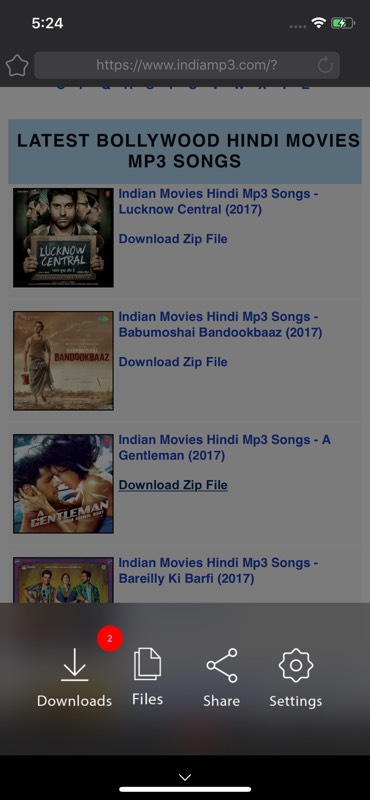 5:24
https://www.indiamp3.com/?
LATEST BOLLYWOOD HINDI MOVIES
MP3 SONGS
Indian Movies Hindi Mp3 Songs -
Lucknow Central (2017)
Download Zip File
LUCKNOW
CENTRAL
Indian Movies Hindi Mp3 Songs -
Babumoshai Bandookbaaz (2017)
Download Zip File
BANDOOKBAAZ
Indian Movies Hindi Mp3 Songs - A
Gentleman (2017)
Download Zip File
A
GENTLEMAN
Indian Movies Hindi Mp3 Songs -
Bareilly Ki Barfi (2017)
2
Downloads
Files
Share
Settings